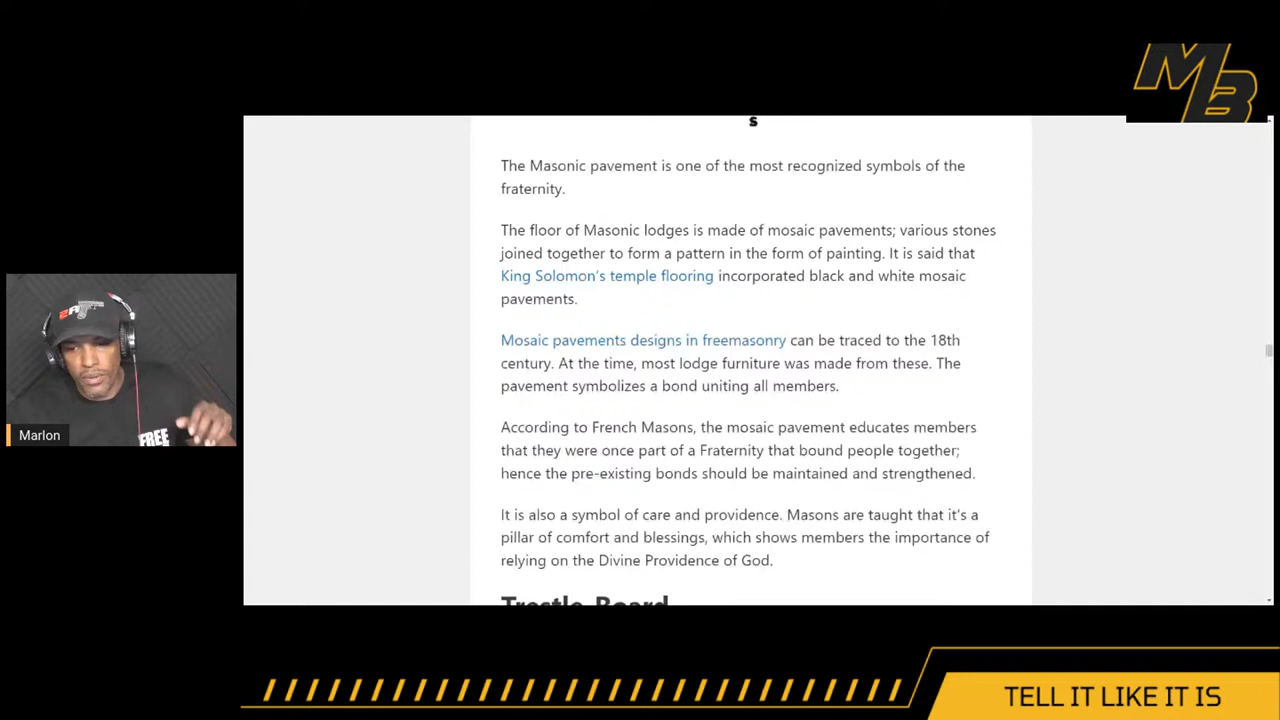 MB
s
The Masonic pavement is one of the most recognized symbols of the
fraternity.
The floor of Masonic lodges is made of mosaic pavements; various stones
joined together to form a pattern in the form of painting. It is said that
King Solomon's temple flooring incorporated black and white mosaic
pavements.
Mosaic pavements designs in freemasonry can be traced to the 18th
century. At the time, most lodge furniture was made from these. The
pavement symbolizes a bond uniting all members.
According to French Masons, the mosaic pavement educates members
that they were once part of a Fraternity that bound people together;
hence the pre-existing bonds should be maintained and strengthened.
It is also a symbol of care and providence. Masons are taught that it's a
pillar of comfort and blessings, which shows members the importance of
relying on the Divine Providence of God.
Trestle-Board
FREE
Marlon
TELL IT LIKE IT IS